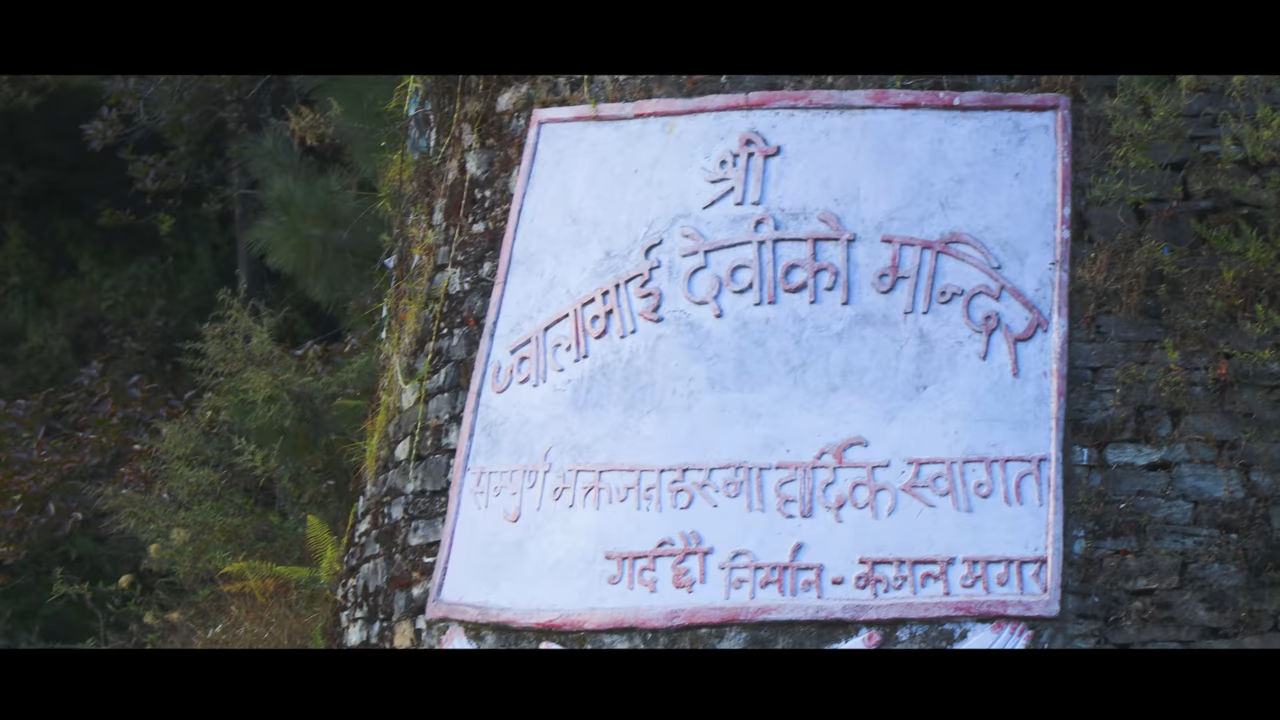 श्री
ज्वालामाई देवीको मन्दिर
सम्पुर्ण भक्तजनहरुमा हार्दिक स्वागत
गर्दछौ निर्मान - कमल मगर